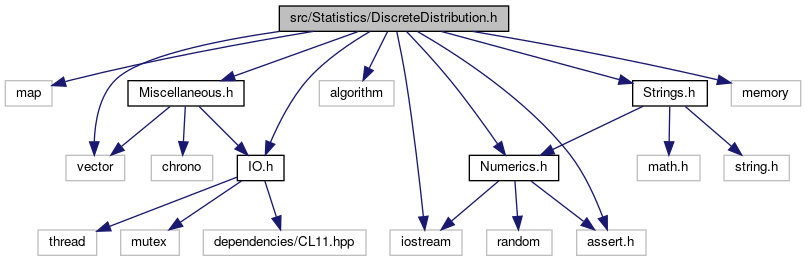 src/Statistics/DiscreteDistribution.h
map
Miscellaneous.h
algorithm
Strings.h
memory
vector
chrono
IO.h
Numerics.h
math.h
string.h
thread
mutex
dependencies/CL11.hpp
iostream
random
assert.h